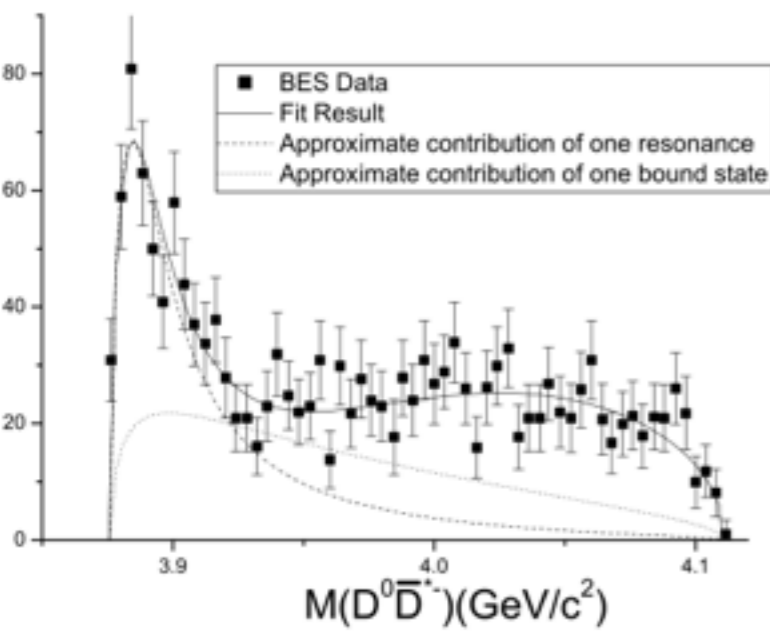 80
60
40
20
0
BES Data
Fit Result
Approximate contribution of one resonance
Approximate contribution of one bound state
3.9 4.0 4.1
M(D⁰D̅*⁻)(GeV/c²)